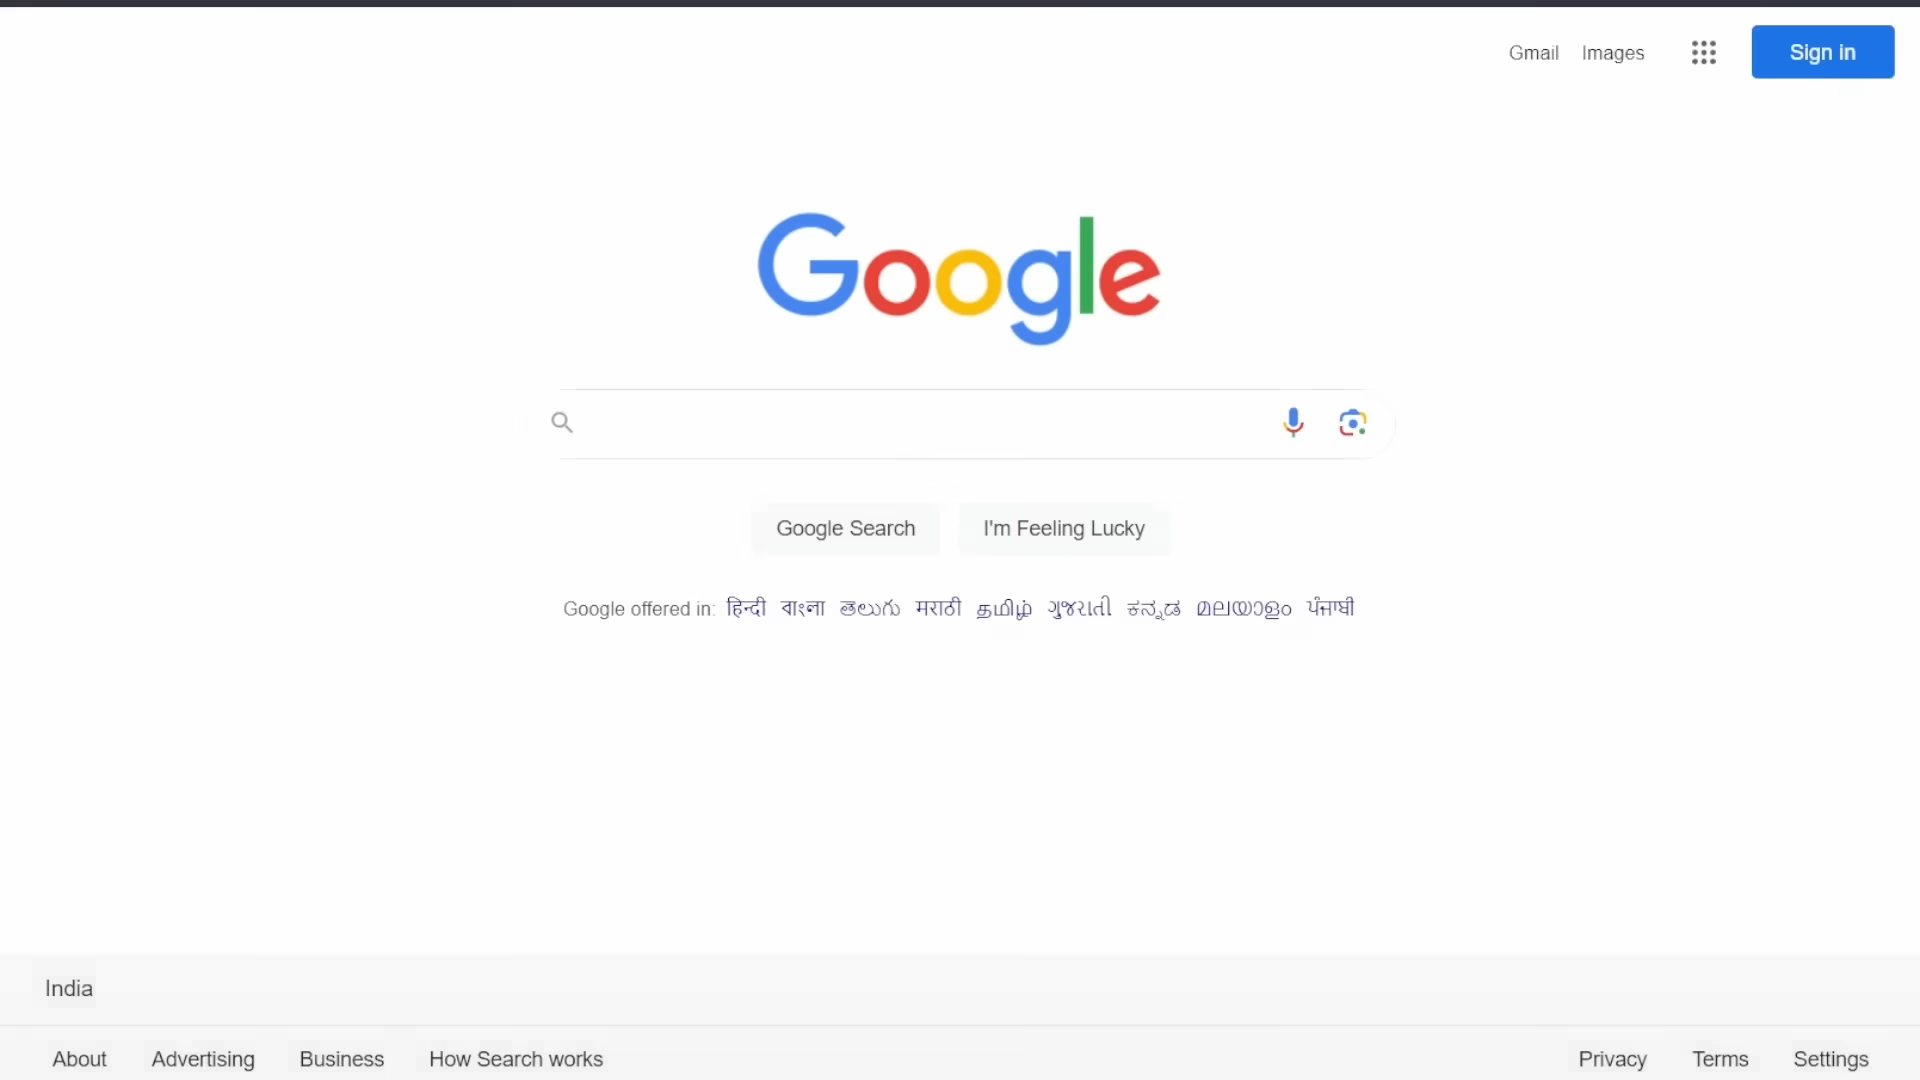 Gmail Images Sign in
Google
Google Search I'm Feeling Lucky
Google offered in: हिन्दी বাংলা తెలుగు मराठी தமிழ் ગુજરાતી ಕನ್ನಡ മലയാളം ਪੰਜਾਬੀ
India
About Advertising Business How Search works Privacy Terms Settings